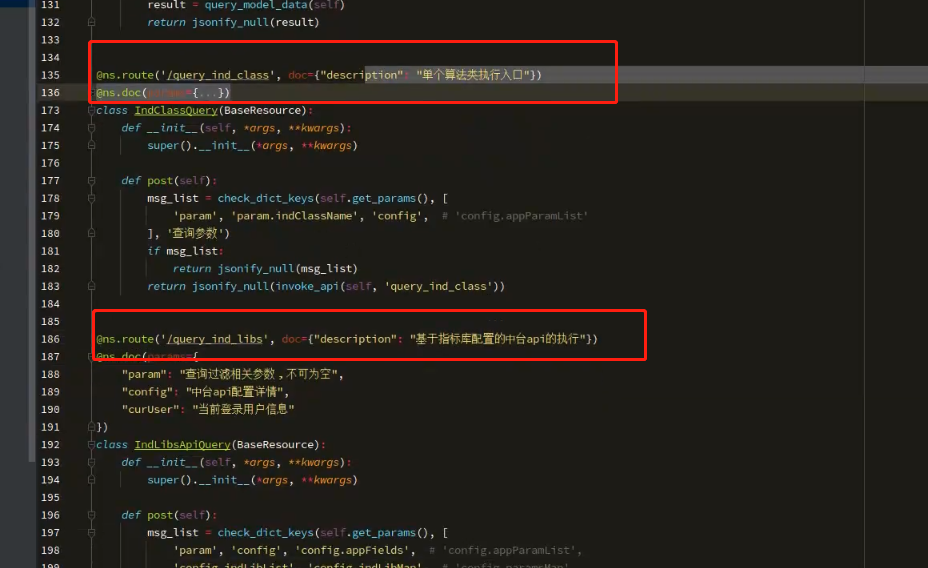 131 result = query_model_data(self)
132 return jsonify_null(result)
133
134
135 @ns.route('/query_ind_class', doc={"description": "单个算法类执行入口"})
136 @ns.doc(params={...})
173 class IndClassQuery(BaseResource):
174 def __init__(self, *args, **kwargs):
175 super().__init__(*args, **kwargs)
176
177 def post(self):
178 msg_list = check_dict_keys(self.get_params(), [
179 'param', 'param.indClassName', 'config', # 'config.appParamList'
180 ], '查询参数')
181 if msg_list:
182 return jsonify_null(msg_list)
183 return jsonify_null(invoke_api(self, 'query_ind_class'))
184
185
186 @ns.route('/query_ind_libs', doc={"description": "基于指标库配置的中台api的执行"})
187 @ns.doc(params={
188 "param": "查询过滤相关参数，不可为空",
189 "config": "中台api配置详情",
190 "curUser": "当前登录用户信息"
191 })
192 class IndLibsApiQuery(BaseResource):
193 def __init__(self, *args, **kwargs):
194 super().__init__(*args, **kwargs)
195
196 def post(self):
197 msg_list = check_dict_keys(self.get_params(), [
198 'param', 'config', 'config.appFields', # 'config.appParamList',
199 'config.indLibList', 'config.indLibMap', # 'config.paramsMap',